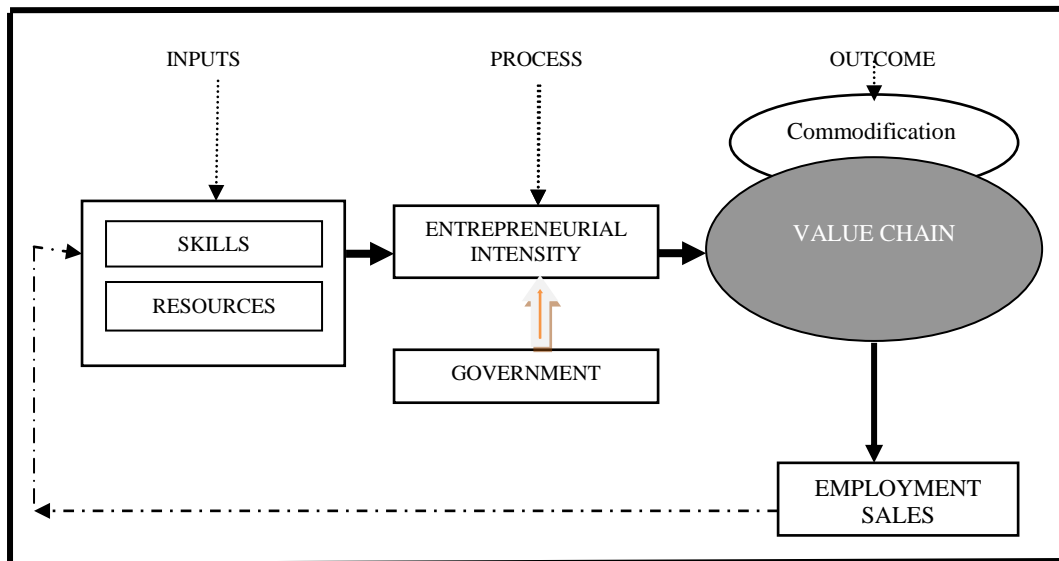 INPUTS
PROCESS
OUTCOME
Commodification
SKILLS
ENTREPRENEURIAL
INTENSITY
VALUE CHAIN
RESOURCES
GOVERNMENT
EMPLOYMENT
SALES